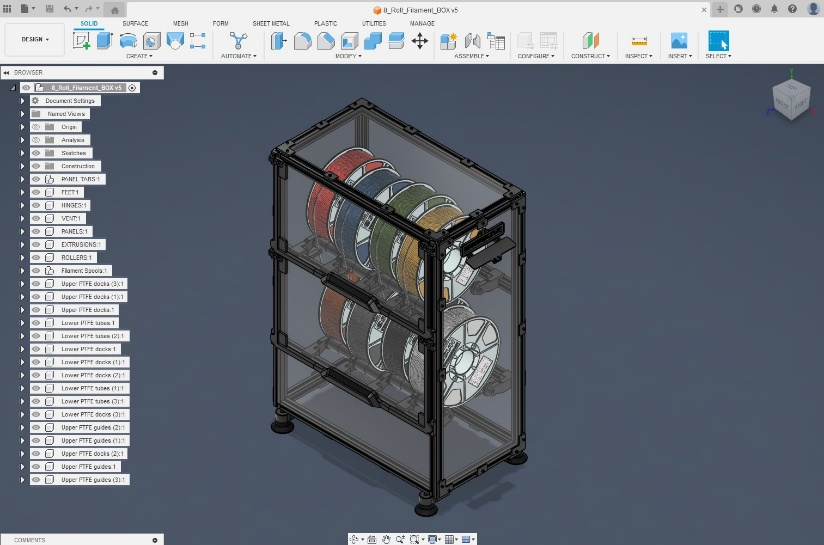 8_Roll_Filament_BOX v5
SOLID
SURFACE
MESH
FORM
SHEET METAL
PLASTIC
UTILITIES
MANAGE
DESIGN
CREATE
AUTOMATE
MODIFY
ASSEMBLE
CONFIGURE
CONSTRUCT
INSPECT
INSERT
SELECT
BROWSER
8_Roll_Filament_BOX v5
Document Settings
Named Views
Origin
Analysis
Sketches
Construction
PANEL TABS:1
FEET:1
HINGES:1
VENT:1
PANELS:1
EXTRUSIONS:1
ROLLERS:1
Filament Spools:1
Upper PTFE docks (3):1
Upper PTFE docks (1):1
Upper PTFE docks:1
Lower PTFE tubes:1
Lower PTFE tubes (2):1
Lower PTFE docks:1
Lower PTFE docks (1):1
Lower PTFE docks (2):1
Lower PTFE tubes (1):1
Lower PTFE tubes (3):1
Lower PTFE docks (3):1
Upper PTFE guides (2):1
Upper PTFE guides (1):1
Upper PTFE docks (2):1
Upper PTFE guides:1
Upper PTFE guides (3):1
COMMENTS